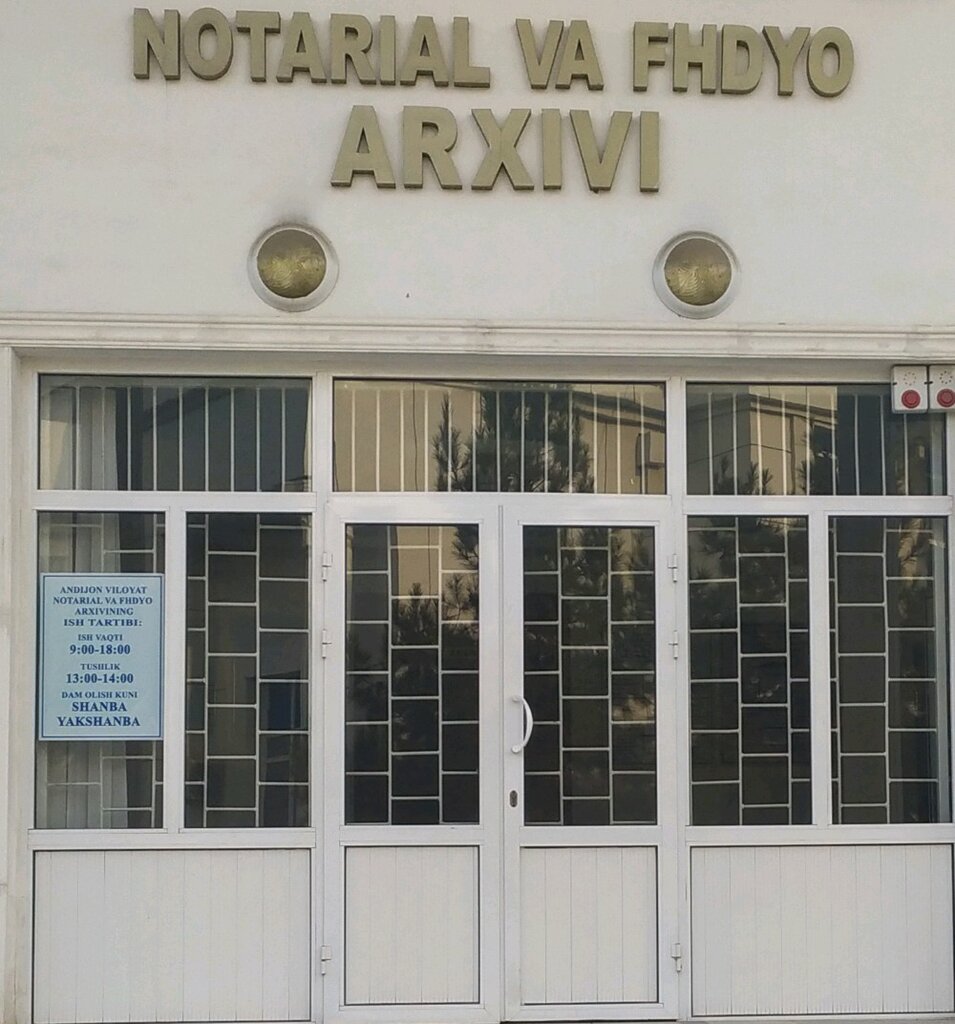 NOTARIAL VA FHDYO
ARXIVI
ANDIJON VILOYAT
NOTARIAL VA FHDYO
ARXIVINING
ISH TARTIBI:
ISH VAQTI
9:00-18:00
TUSHLIK
13:00-14:00
DAM OLISH KUNI
SHANBA
YAKSHANBA